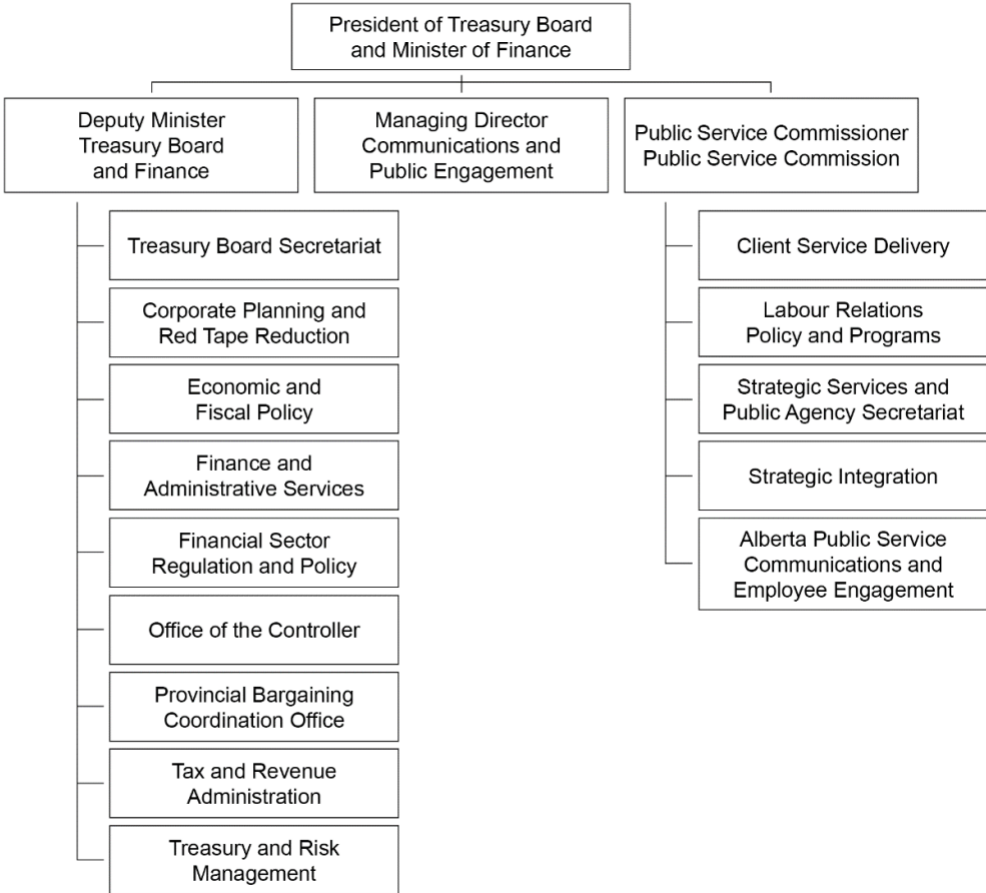 President of Treasury Board
and Minister of Finance
Deputy Minister
Treasury Board
and Finance
Managing Director
Communications and
Public Engagement
Public Service Commissioner
Public Service Commission
Treasury Board Secretariat
Corporate Planning and
Red Tape Reduction
Economic and
Fiscal Policy
Finance and
Administrative Services
Financial Sector
Regulation and Policy
Office of the Controller
Provincial Bargaining
Coordination Office
Tax and Revenue
Administration
Treasury and Risk
Management
Client Service Delivery
Labour Relations
Policy and Programs
Strategic Services and
Public Agency Secretariat
Strategic Integration
Alberta Public Service
Communications and
Employee Engagement